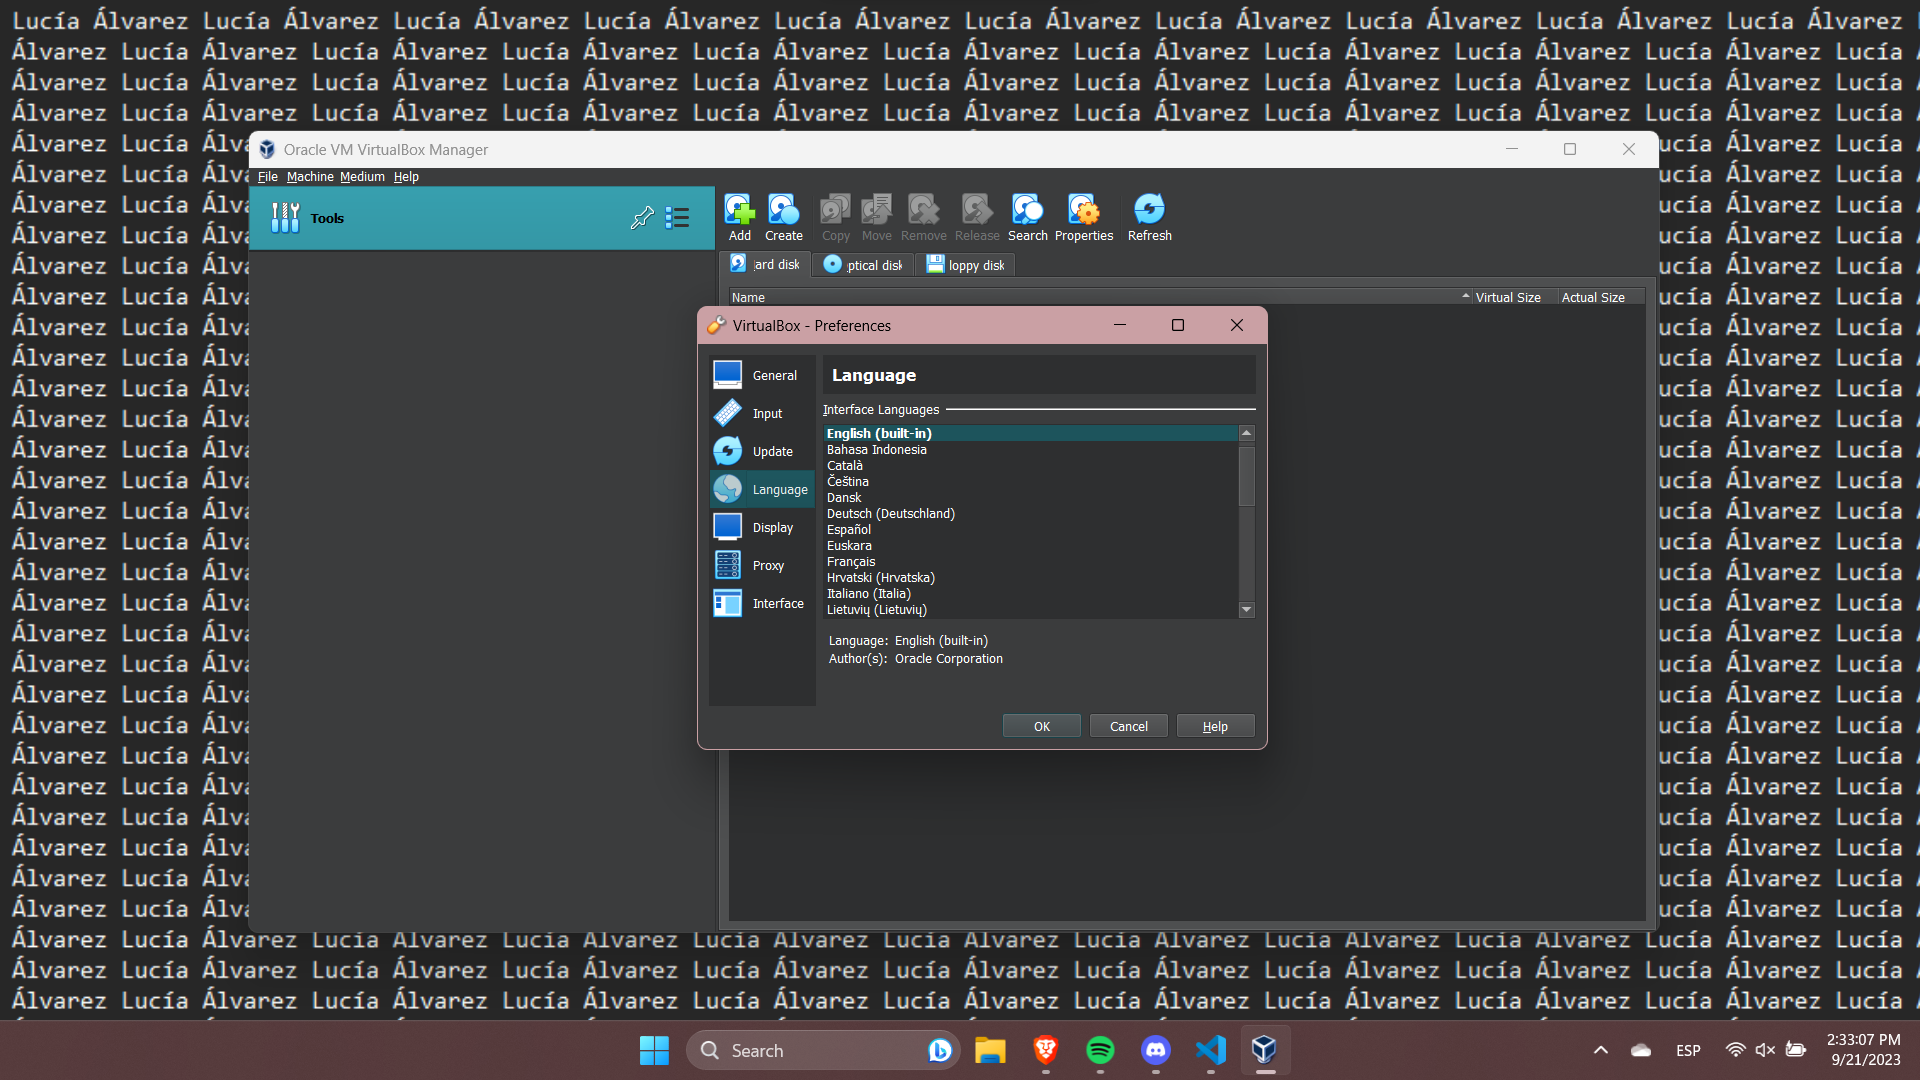 Lucía Álvarez Lucía Álvarez Lucía Álvarez Lucía Álvarez Lucía Álvarez Lucía Álvarez Lucía Álvarez Lucía Álvarez Lucía Álvarez Lucía Álvarez
Álvarez Lucía Álvarez Lucía Álvarez Lucía Álvarez Lucía Álvarez Lucía Álvarez Lucía Álvarez Lucía Álvarez Lucía Álvarez Lucía Álvarez Lucía
Álvarez Lucía Álvarez Lucía Álvarez Lucía Álvarez Lucía Álvarez Lucía Álvarez Lucía Álvarez Lucía Álvarez Lucía Álvarez Lucía Álvarez Lucía
Álvarez Lucía Álvarez Lucía Álvarez Lucía Álvarez Lucía Álvarez Lucía Álvarez Lucía Álvarez Lucía Álvarez Lucía Álvarez Lucía Álvarez Lucía
Oracle VM VirtualBox Manager
File Machine Medium Help
Tools
Add Create Copy Move Remove Release Search Properties Refresh
ard disk ptical disk loppy disk
Name Virtual Size Actual Size
VirtualBox - Preferences
General
Input
Update
Language
Display
Proxy
Interface
Language
Interface Languages
English (built-in)
Bahasa Indonesia
Català
Čeština
Dansk
Deutsch (Deutschland)
Español
Euskara
Français
Hrvatski (Hrvatska)
Italiano (Italia)
Lietuvių (Lietuvių)
Language: English (built-in)
Author(s): Oracle Corporation
OK Cancel Help
Álvarez Lucía Álvarez Lucía Álvarez Lucía Álvarez Lucía Álvarez Lucía Álvarez Lucía Álvarez Lucía Álvarez Lucía Álvarez Lucía Álvarez Lucía
Álvarez Lucía Álvarez Lucía Álvarez Lucía Álvarez Lucía Álvarez Lucía Álvarez Lucía Álvarez Lucía Álvarez Lucía Álvarez Lucía Álvarez Lucía
Álvarez Lucía Álvarez Lucía Álvarez Lucía Álvarez Lucía Álvarez Lucía Álvarez Lucía Álvarez Lucía Álvarez Lucía Álvarez Lucía Álvarez Lucía
Search
ESP
2:33:07 PM
9/21/2023